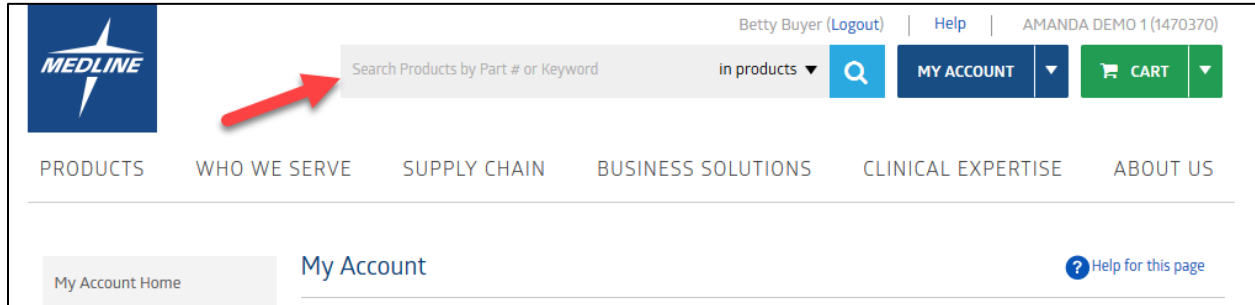 Betty Buyer (Logout) | Help | AMANDA DEMO 1 (1470370)
MEDLINE
Search Products by Part # or Keyword in products ▼ MY ACCOUNT ▼ CART ▼
PRODUCTS WHO WE SERVE SUPPLY CHAIN BUSINESS SOLUTIONS CLINICAL EXPERTISE ABOUT US
My Account Home
My Account
? Help for this page